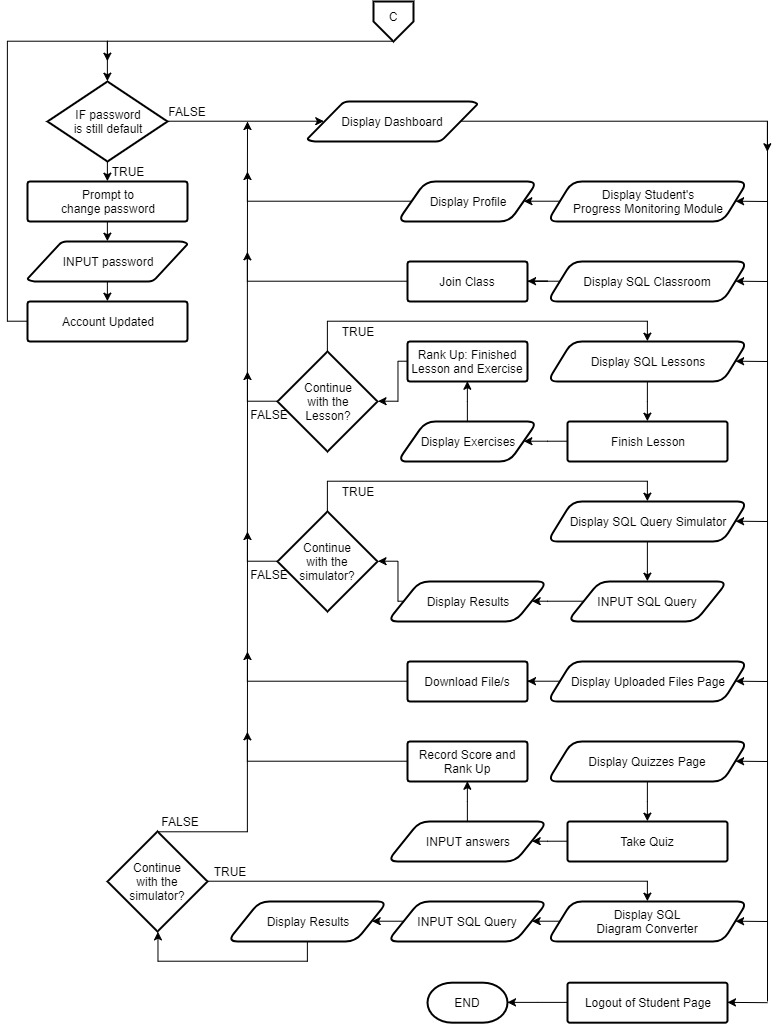 C
IF password
is still default
FALSE
Display Dashboard
TRUE
Prompt to
change password
Display Profile
Display Student's
Progress Monitoring Module
INPUT password
Join Class
Display SQL Classroom
Account Updated
TRUE
Rank Up: Finished
Lesson and Exercise
Display SQL Lessons
Continue
with the
Lesson?
FALSE
Display Exercises
Finish Lesson
TRUE
Display SQL Query Simulator
Continue
with the
simulator?
FALSE
Display Results
INPUT SQL Query
Download File/s
Display Uploaded Files Page
Record Score and
Rank Up
Display Quizzes Page
FALSE
INPUT answers
Take Quiz
Continue
with the
simulator?
TRUE
Display Results
INPUT SQL Query
Display SQL
Diagram Converter
END
Logout of Student Page